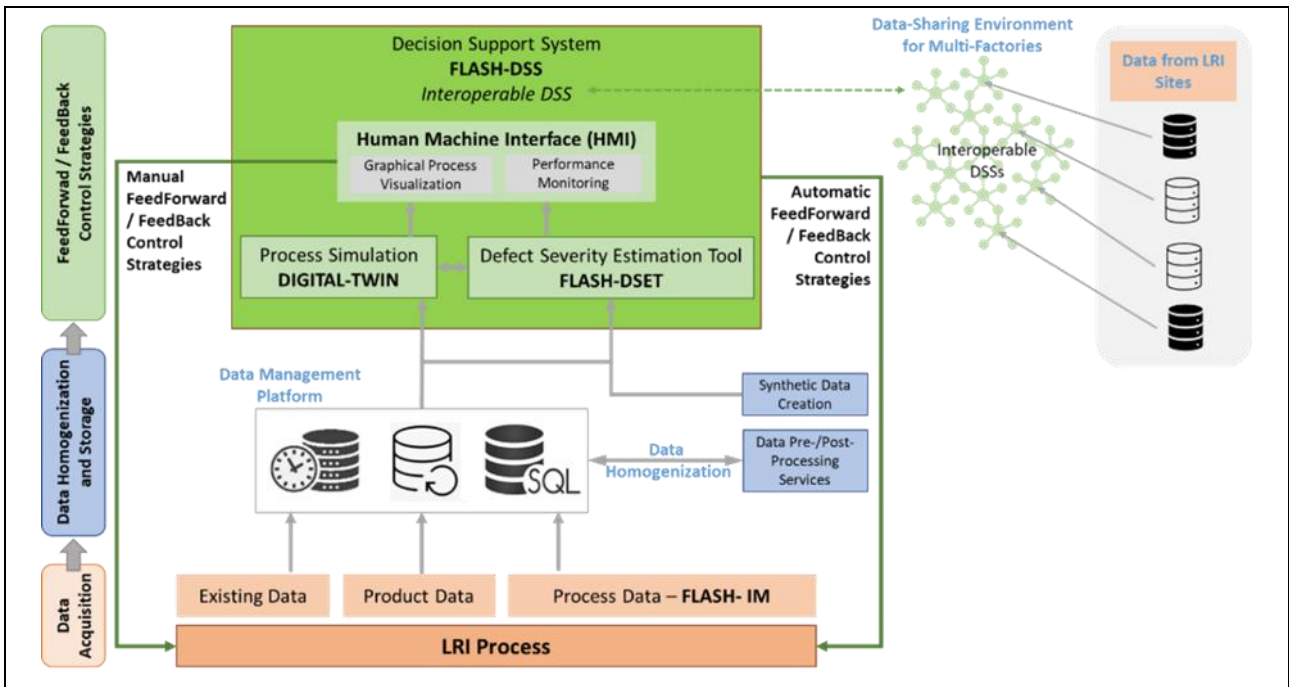 Decision Support System
FLASH-DSS
Interoperable DSS
Human Machine Interface (HMI)
Graphical Process
Visualization
Performance
Monitoring
Process Simulation
DIGITAL-TWIN
Defect Severity Estimation Tool
FLASH-DSET
Data-Sharing Environment
for Multi-Factories
Interoperable
DSSs
Data from LRI
Sites
FeedForwad / FeedBack
Control Strategies
Manual
FeedForward
/ FeedBack
Control
Strategies
Automatic
FeedForward
/ FeedBack
Control
Strategies
Data Homogenization
and Storage
Data Management
Platform
SQL
Data
Homogenization
Synthetic Data
Creation
Data Pre-/Post-
Processing
Services
Data
Acquisition
Existing Data
Product Data
Process Data – FLASH- IM
LRI Process